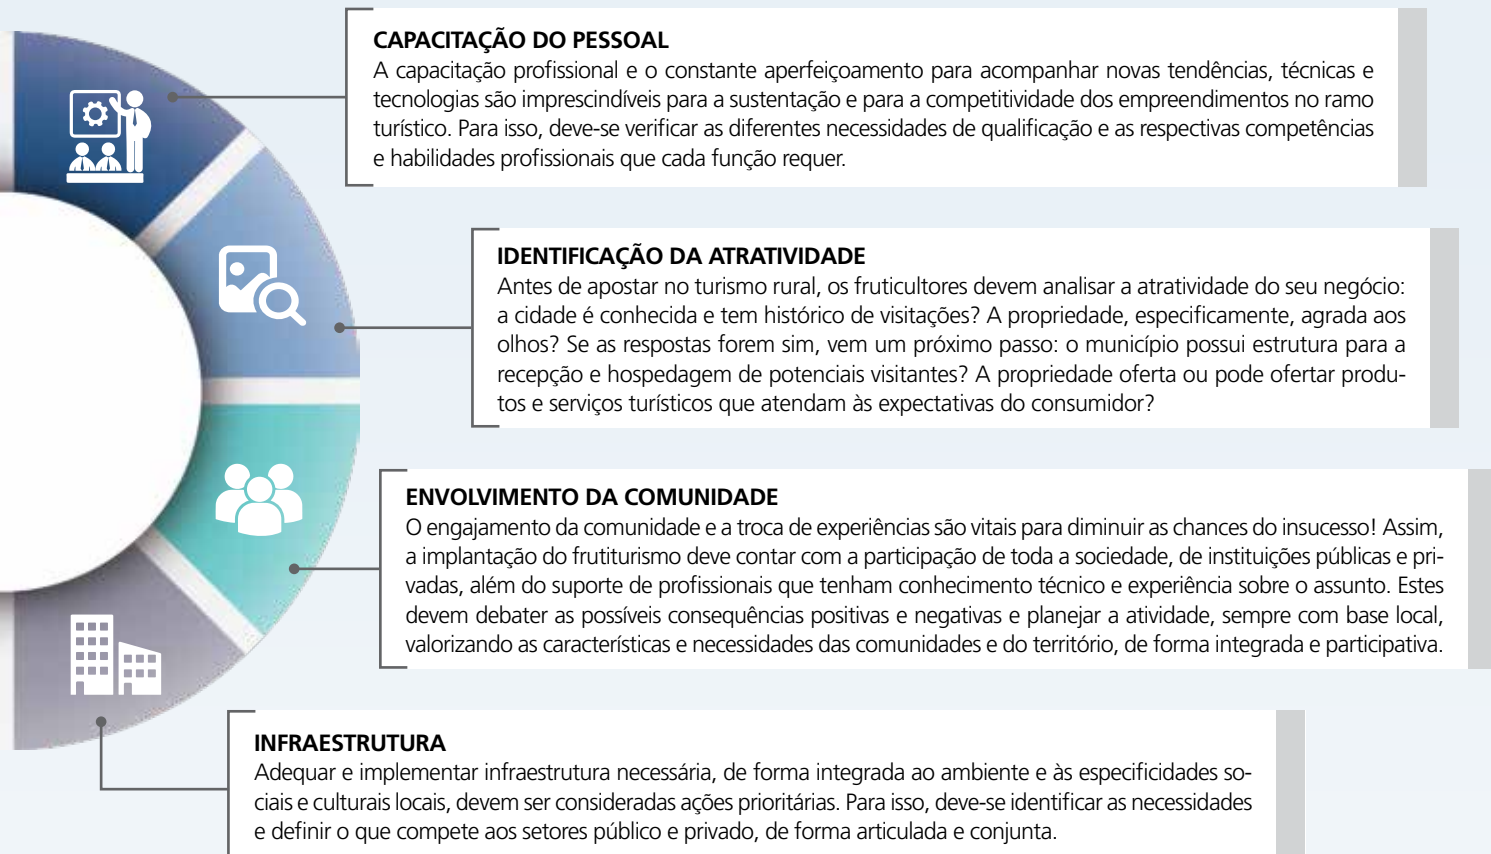 CAPACITAÇÃO DO PESSOAL
A capacitação profissional e o constante aperfeiçoamento para acompanhar novas tendências, técnicas e
tecnologias são imprescindíveis para a sustentação e para a competitividade dos empreendimentos no ramo
turístico. Para isso, deve-se verificar as diferentes necessidades de qualificação e as respectivas competências
e habilidades profissionais que cada função requer.
IDENTIFICAÇÃO DA ATRATIVIDADE
Antes de apostar no turismo rural, os fruticultores devem analisar a atratividade do seu negócio:
a cidade é conhecida e tem histórico de visitações? A propriedade, especificamente, agrada aos
olhos? Se as respostas forem sim, vem um próximo passo: o município possui estrutura para a
recepção e hospedagem de potenciais visitantes? A propriedade oferta ou pode ofertar produ-
tos e serviços turísticos que atendam às expectativas do consumidor?
ENVOLVIMENTO DA COMUNIDADE
O engajamento da comunidade e a troca de experiências são vitais para diminuir as chances do insucesso! Assim,
a implantação do frutiturismo deve contar com a participação de toda a sociedade, de instituições públicas e pri-
vadas, além do suporte de profissionais que tenham conhecimento técnico e experiência sobre o assunto. Estes
devem debater as possíveis consequências positivas e negativas e planejar a atividade, sempre com base local,
valorizando as características e necessidades das comunidades e do território, de forma integrada e participativa.
INFRAESTRUTURA
Adequar e implementar infraestrutura necessária, de forma integrada ao ambiente e às especificidades so-
ciais e culturais locais, devem ser consideradas ações prioritárias. Para isso, deve-se identificar as necessidades
e definir o que compete aos setores público e privado, de forma articulada e conjunta.